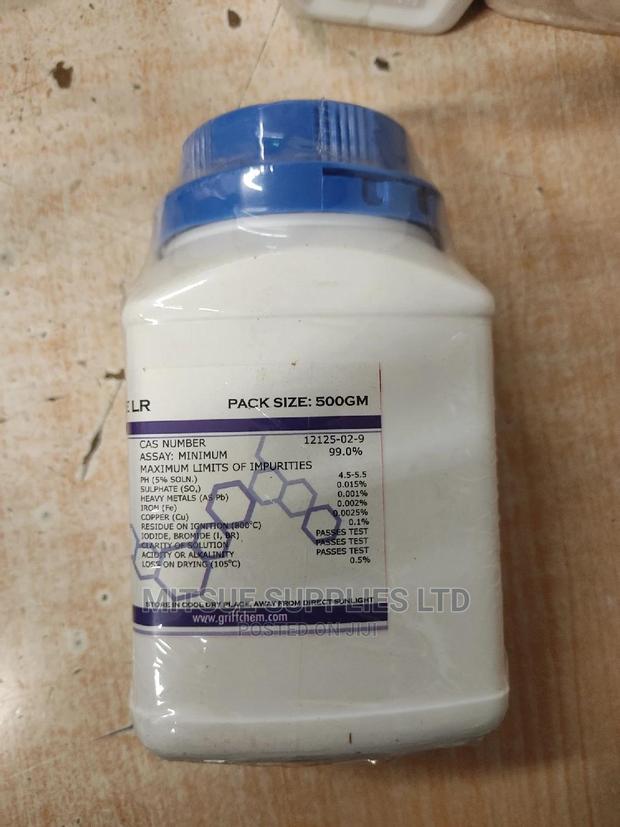 E LR PACK SIZE: 500GM
CAS NUMBER 12125-02-9
ASSAY: MINIMUM 99.0%
MAXIMUM LIMITS OF IMPURITIES
PH (5% SOLN.) 4.5-5.5
SULPHATE (SO₄) 0.015%
HEAVY METALS (AS Pb) 0.001%
IRON (Fe) 0.002%
COPPER (Cu) 0.0025%
RESIDUE ON IGNITION (800°C) 0.1%
IODIDE, BROMIDE (I, BR) PASSES TEST
CLARITY OF SOLUTION PASSES TEST
ACIDITY OR ALKALINITY PASSES TEST
LOSS ON DRYING (105°C) 0.5%
STORE IN COOL DRY PLACE, AWAY FROM DIRECT SUNLIGHT
www.griffchem.com
SUPPLIES LTD
POSTED ON JIJI